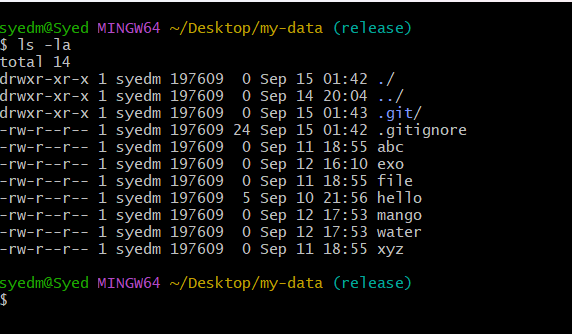 syedm@Syed MINGW64 ~/Desktop/my-data (release)
$ ls -la
total 14
drwxr-xr-x 1 syedm 197609  0 Sep 15 01:42 ./
drwxr-xr-x 1 syedm 197609  0 Sep 14 20:04 ../
drwxr-xr-x 1 syedm 197609  0 Sep 15 01:43 .git/
-rw-r--r-- 1 syedm 197609 24 Sep 15 01:42 .gitignore
-rw-r--r-- 1 syedm 197609  0 Sep 11 18:55 abc
-rw-r--r-- 1 syedm 197609  0 Sep 12 16:10 exo
-rw-r--r-- 1 syedm 197609  0 Sep 11 18:55 file
-rw-r--r-- 1 syedm 197609  5 Sep 10 21:56 hello
-rw-r--r-- 1 syedm 197609  0 Sep 12 17:53 mango
-rw-r--r-- 1 syedm 197609  0 Sep 12 17:53 water
-rw-r--r-- 1 syedm 197609  0 Sep 11 18:55 xyz
syedm@Syed MINGW64 ~/Desktop/my-data (release)
$